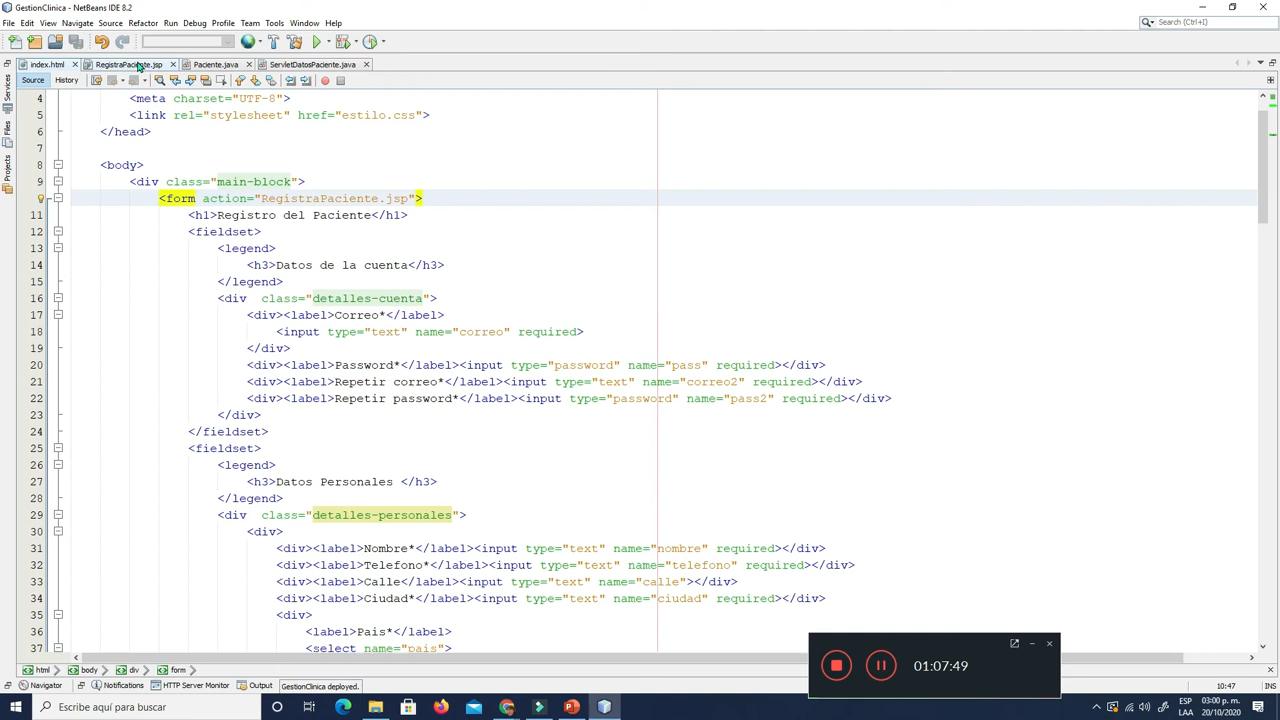 GestionClinica - NetBeans IDE 8.2
File Edit View Navigate Source Refactor Run Debug Profile Team Tools Window Help
Search (Ctrl+I)
index.html RegistraPaciente.jsp Paciente.java ServletDatosPaciente.java
Source History
Services
Files
Projects
4 <meta charset="UTF-8">
5 <link rel="stylesheet" href="estilo.css">
6 </head>
7
8 <body>
9 <div class="main-block">
<form action="RegistraPaciente.jsp">
11 <h1>Registro del Paciente</h1>
12 <fieldset>
13 <legend>
14 <h3>Datos de la cuenta</h3>
15 </legend>
16 <div  class="detalles-cuenta">
17 <div><label>Correo*</label>
18 <input type="text" name="correo" required>
19 </div>
20 <div><label>Password*</label><input type="password" name="pass" required></div>
21 <div><label>Repetir correo*</label><input type="text" name="correo2" required></div>
22 <div><label>Repetir password*</label><input type="password" name="pass2" required></div>
23 </div>
24 </fieldset>
25 <fieldset>
26 <legend>
27 <h3>Datos Personales </h3>
28 </legend>
29 <div  class="detalles-personales">
30 <div>
31 <div><label>Nombre*</label><input type="text" name="nombre" required></div>
32 <div><label>Telefono*</label><input type="text" name="telefono" required></div>
33 <div><label>Calle</label><input type="text" name="calle"></div>
34 <div><label>Ciudad*</label><input type="text" name="ciudad" required></div>
35 <div>
36 <label>Pais*</label>
37 <select name="pais">
01:07:49
html body div form
Navigator Notifications HTTP Server Monitor Output GestionClinica deployed. 10:47 INS
Escribe aquí para buscar
ESP 03:00 p. m.
LAA 20/10/2020